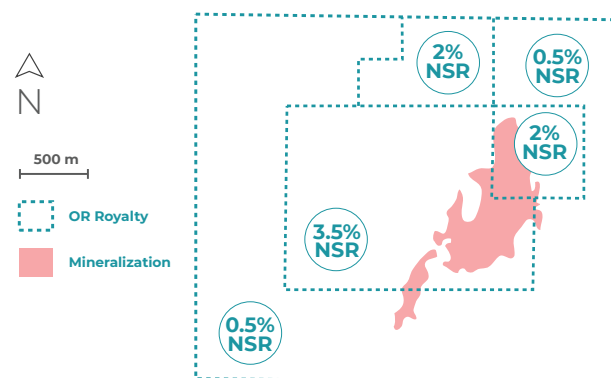 2%
NSR
0.5%
NSR
N
2%
NSR
500 m
OR Royalty
3.5%
NSR
Mineralization
0.5%
NSR